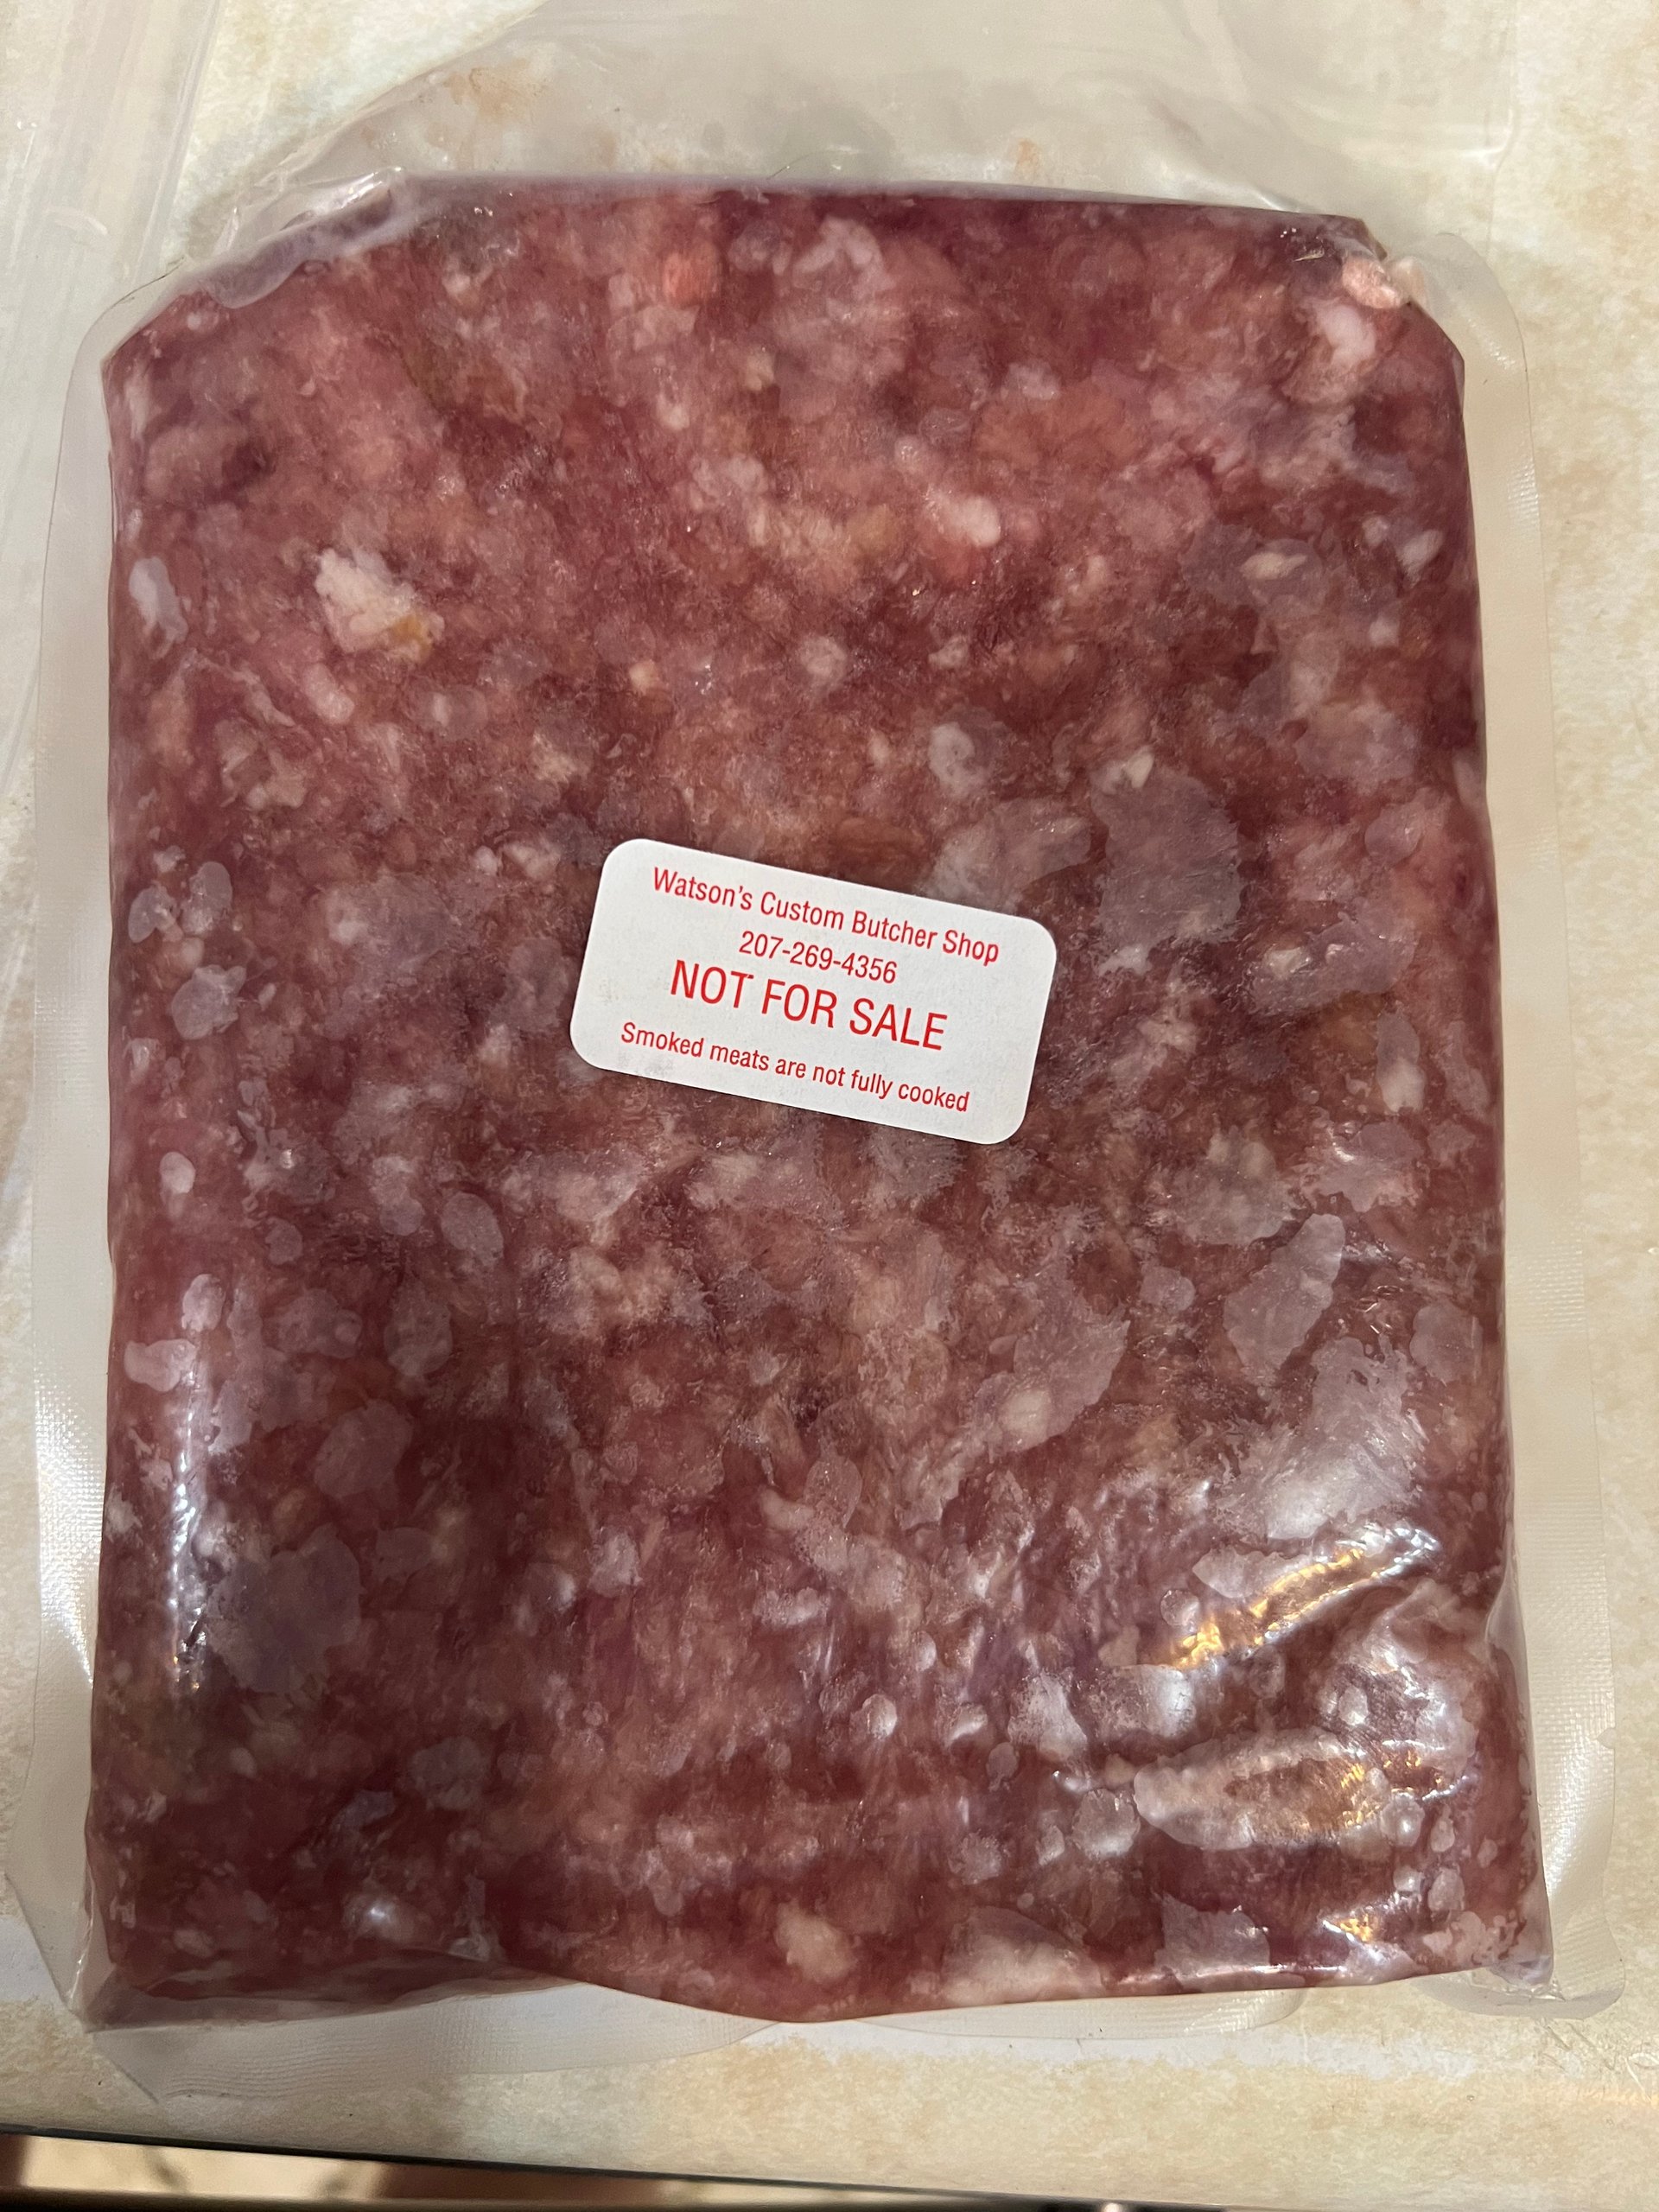 Watson's Custom Butcher Shop
207-269-4356
NOT FOR SALE
Smoked meats are not fully cooked